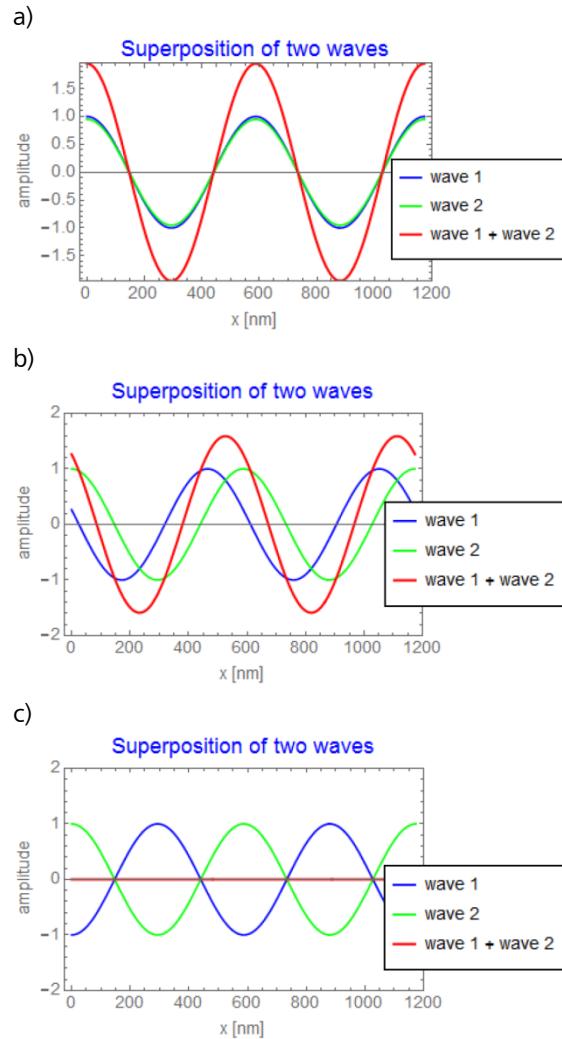 a)
Superposition of two waves
1.5
1.0
0.5
0.0
−0.5
−1.0
−1.5
amplitude
0 200 400 600 800 1000 1200
x [nm]
wave 1
wave 2
wave 1 + wave 2
b)
Superposition of two waves
2
1
0
−1
−2
amplitude
0 200 400 600 800 1000 1200
x [nm]
wave 1
wave 2
wave 1 + wave 2
c)
Superposition of two waves
2
1
0
−1
−2
amplitude
0 200 400 600 800 1000 1200
x [nm]
wave 1
wave 2
wave 1 + wave 2